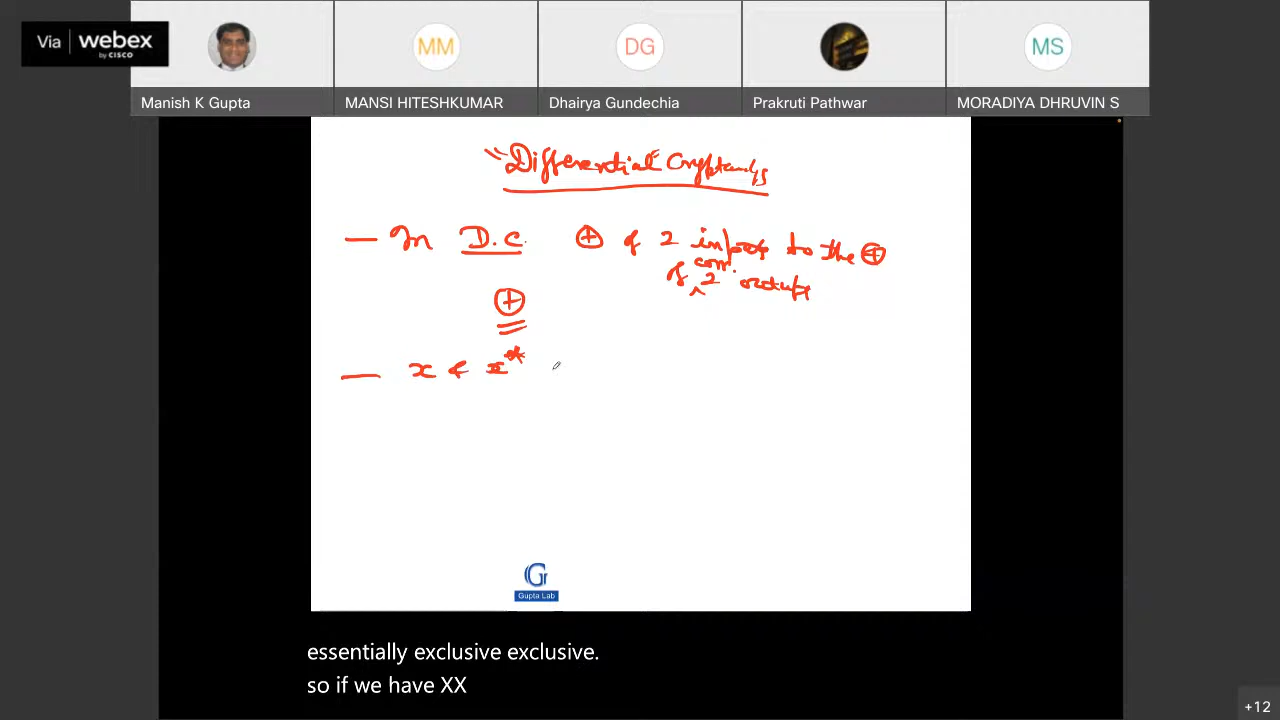 Via webex
by CISCO
MM
DG
MS
Manish K Gupta
MANSI HITESHKUMAR
Dhairya Gundechia
Prakruti Pathwar
MORADIYA DHRUVIN S
"Differential" Cryptanalys
— In D.C. ⊕ of 2 inputs to the ⊕
of corr. 2 outputs
⊕
— x & x*
G
Gupta Lab
essentially exclusive exclusive.
so if we have XX
+12